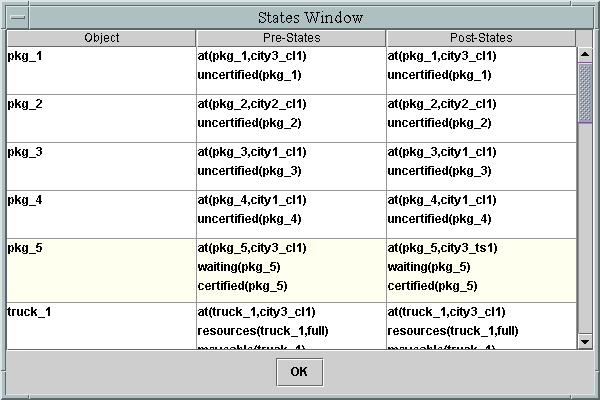 States Window
Object Pre-States Post-States
pkg_1 at(pkg_1,city3_cl1) at(pkg_1,city3_cl1)
uncertified(pkg_1) uncertified(pkg_1)
pkg_2 at(pkg_2,city2_cl1) at(pkg_2,city2_cl1)
uncertified(pkg_2) uncertified(pkg_2)
pkg_3 at(pkg_3,city1_cl1) at(pkg_3,city1_cl1)
uncertified(pkg_3) uncertified(pkg_3)
pkg_4 at(pkg_4,city1_cl1) at(pkg_4,city1_cl1)
uncertified(pkg_4) uncertified(pkg_4)
pkg_5 at(pkg_5,city3_cl1) at(pkg_5,city3_ts1)
waiting(pkg_5) waiting(pkg_5)
certified(pkg_5) certified(pkg_5)
truck_1 at(truck_1,city3_cl1) at(truck_1,city3_cl1)
resources(truck_1,full) resources(truck_1,full)
OK